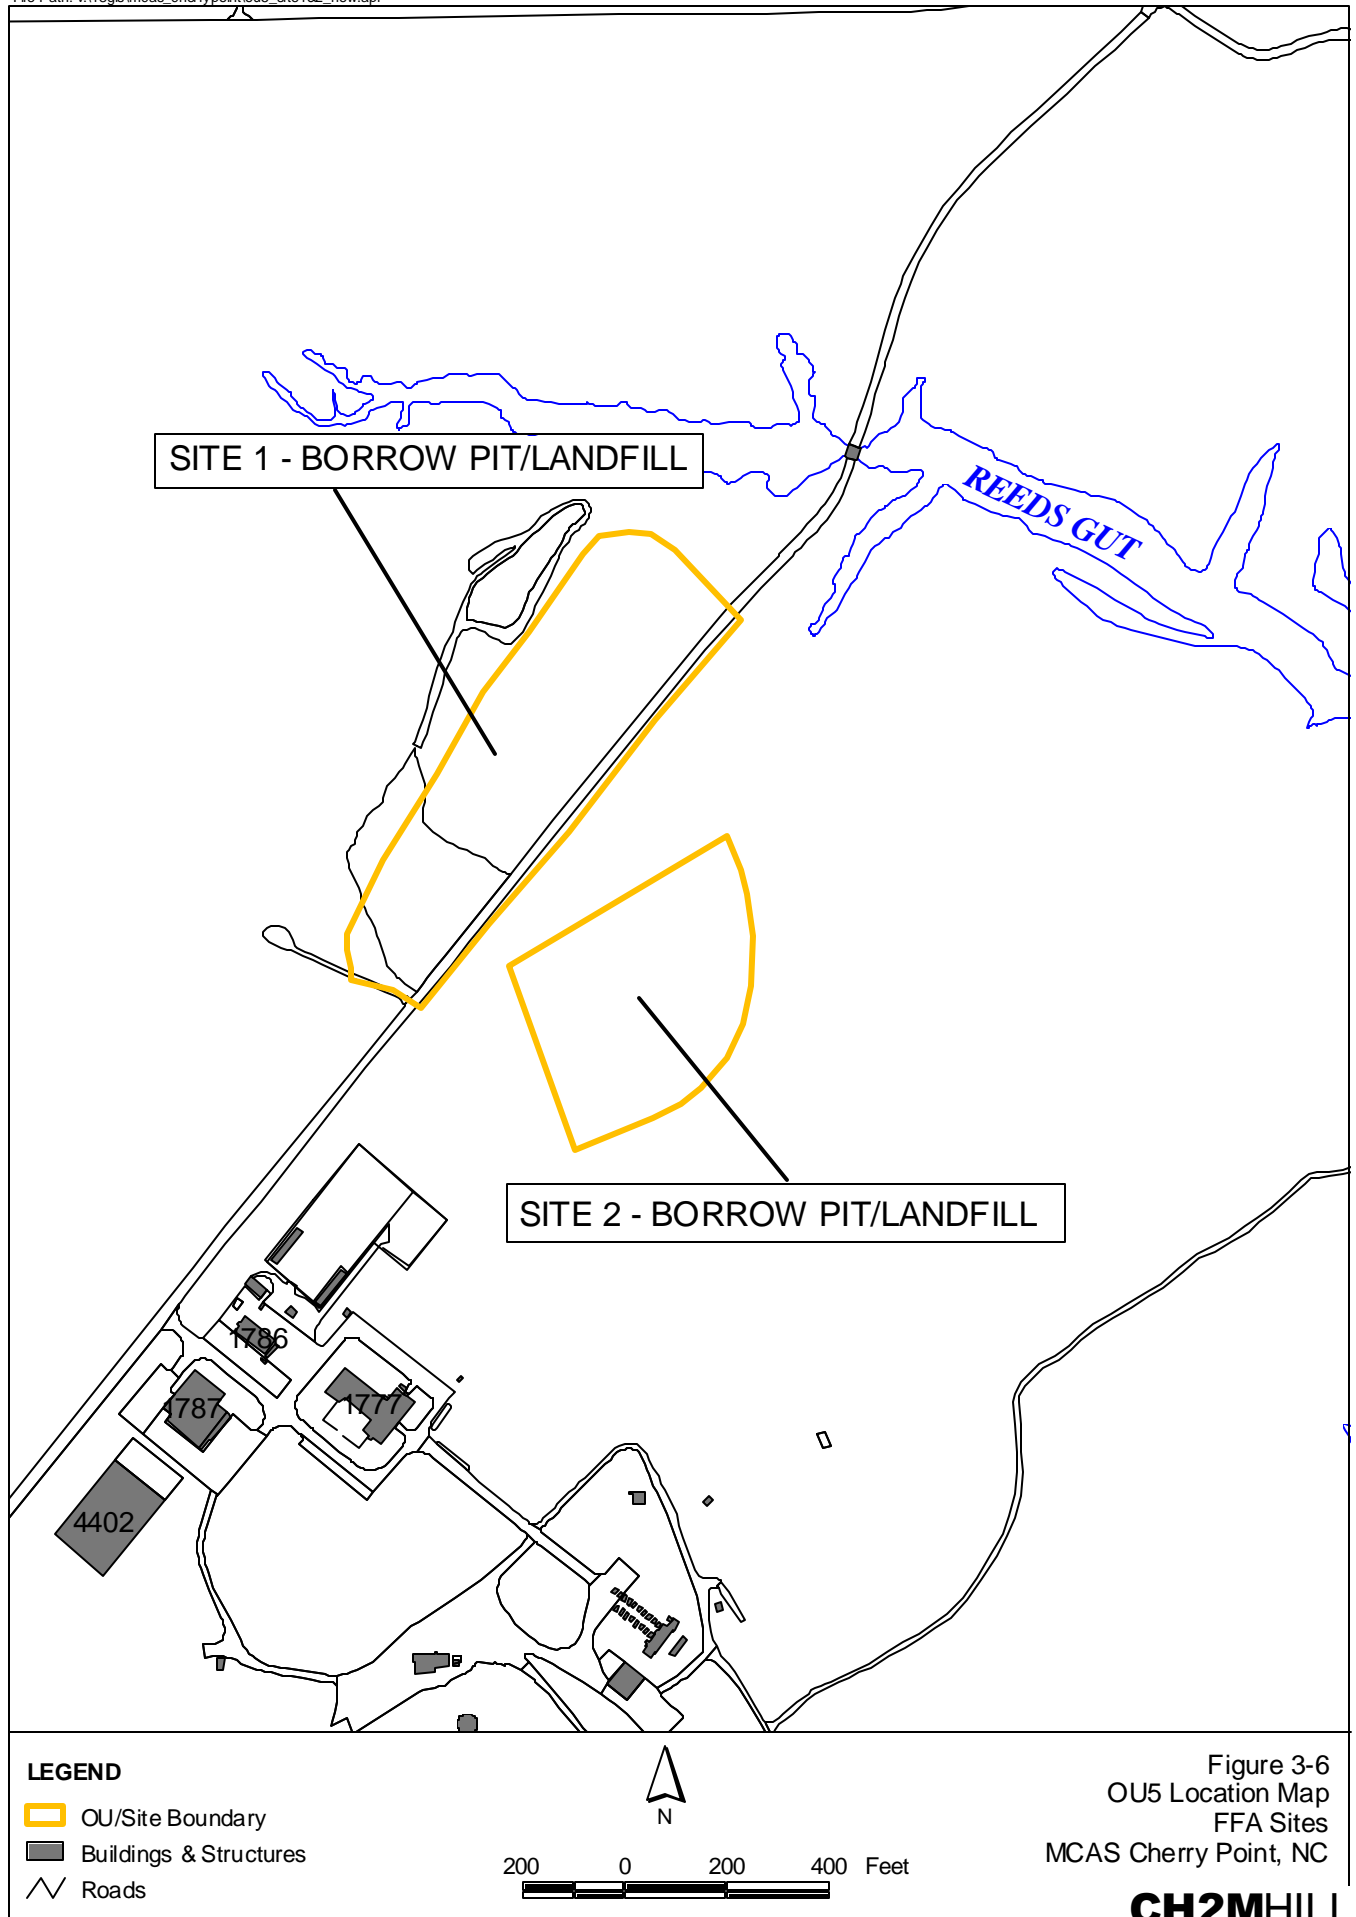 SITE 1 - BORROW PIT/LANDFILL
REEDS GUT
SITE 2 - BORROW PIT/LANDFILL
1786
1787
1777
4402
LEGEND
OU/Site Boundary
Buildings & Structures
Roads
N
200 0 200 400 Feet
Figure 3-6
OU5 Location Map
FFA Sites
MCAS Cherry Point, NC
CH2MHILL